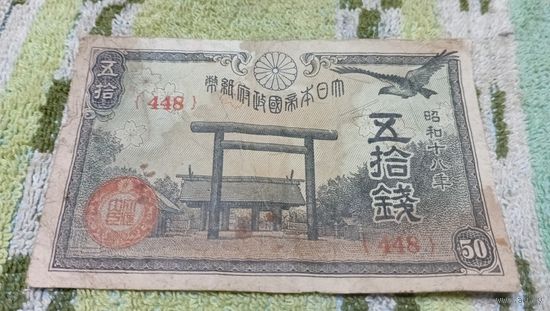 大日本帝國政府紙幣
五拾
{448}
昭和十八年
五拾錢
{448}
50